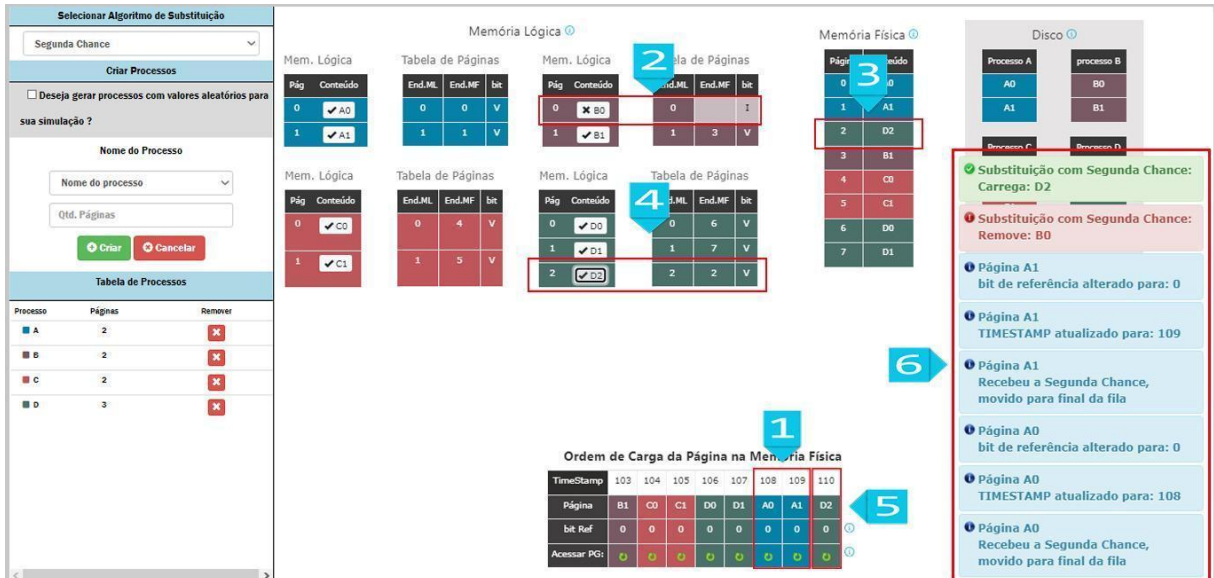 Selecionar Algoritmo de Substituição
Segunda Chance
Criar Processos
Deseja gerar processos com valores aleatórios para
sua simulação ?
Nome do Processo
Nome do processo
Qtd. Páginas
Criar
Cancelar
Tabela de Processos
Processo Páginas Remover
A 2
B 2
C 2
D 3
Memória Lógica
Mem. Lógica
Pág Conteúdo
0 A0
1 A1
Tabela de Páginas
End.ML End.MF bit
0 0 V
1 1 V
Mem. Lógica
Pág Conteúdo
0 B0
1 B1
2
de Páginas
End.MF bit
0 I
1 3 V
Mem. Lógica
Pág Conteúdo
0 C0
1 C1
Tabela de Páginas
End.ML End.MF bit
0 4 V
1 5 V
Mem. Lógica
Pág Conteúdo
0 D0
1 D1
2 D2
4
Tabela de Páginas
End.MF bit
0 6 V
1 7 V
2 2 V
Memória Física
3
1 A1
2 D2
3 B1
4 C0
5 C1
6 D0
7 D1
Disco
Processo A
A0
A1
processo B
B0
B1
Processo C Processo D
Substituição com Segunda Chance:
Carrega: D2
Substituição com Segunda Chance:
Remove: B0
Página A1
bit de referência alterado para: 0
Página A1
TIMESTAMP atualizado para: 109
Página A1
Recebeu a Segunda Chance,
movido para final da fila
Página A0
bit de referência alterado para: 0
Página A0
TIMESTAMP atualizado para: 108
Página A0
Recebeu a Segunda Chance,
movido para final da fila
6
1
Ordem de Carga da Página na Memória Física
TimeStamp 103 104 105 106 107 108 109 110
Página B1 C0 C1 D0 D1 A0 A1 D2
bit Ref 0 0 0 0 0 0 0 0
Acessar PG:
5